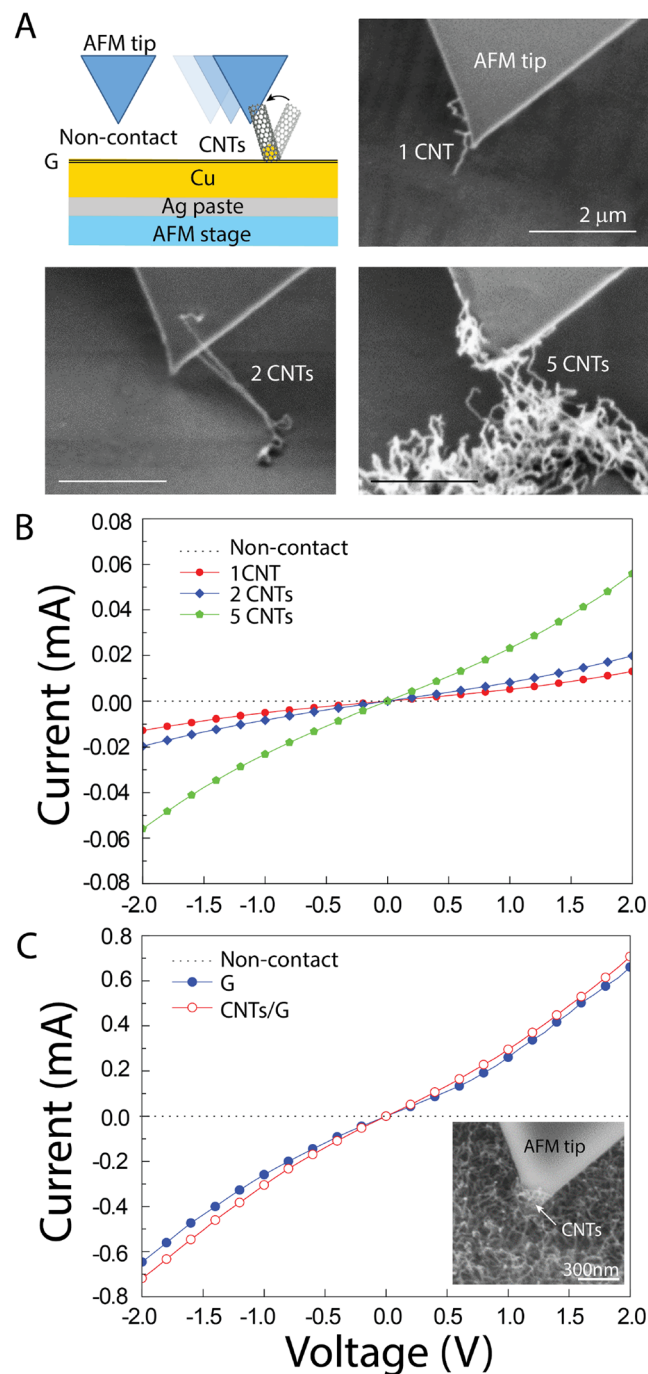 A
AFM tip
Non-contact
CNTs
G
Cu
Ag paste
AFM stage
AFM tip
1 CNT
2 μm
2 CNTs
5 CNTs
B
Current (mA)
0.08
0.06
0.04
0.02
0.00
-0.02
-0.04
-0.06
-0.08
Non-contact
1CNT
2 CNTs
5 CNTs
-2.0 -1.5 -1.0 -0.5 0.0 0.5 1.0 1.5 2.0
C
Current (mA)
0.8
0.6
0.4
0.2
0.0
-0.2
-0.4
-0.6
-0.8
Non-contact
G
CNTs/G
AFM tip
CNTs
300nm
-2.0 -1.5 -1.0 -0.5 0.0 0.5 1.0 1.5 2.0
Voltage (V)